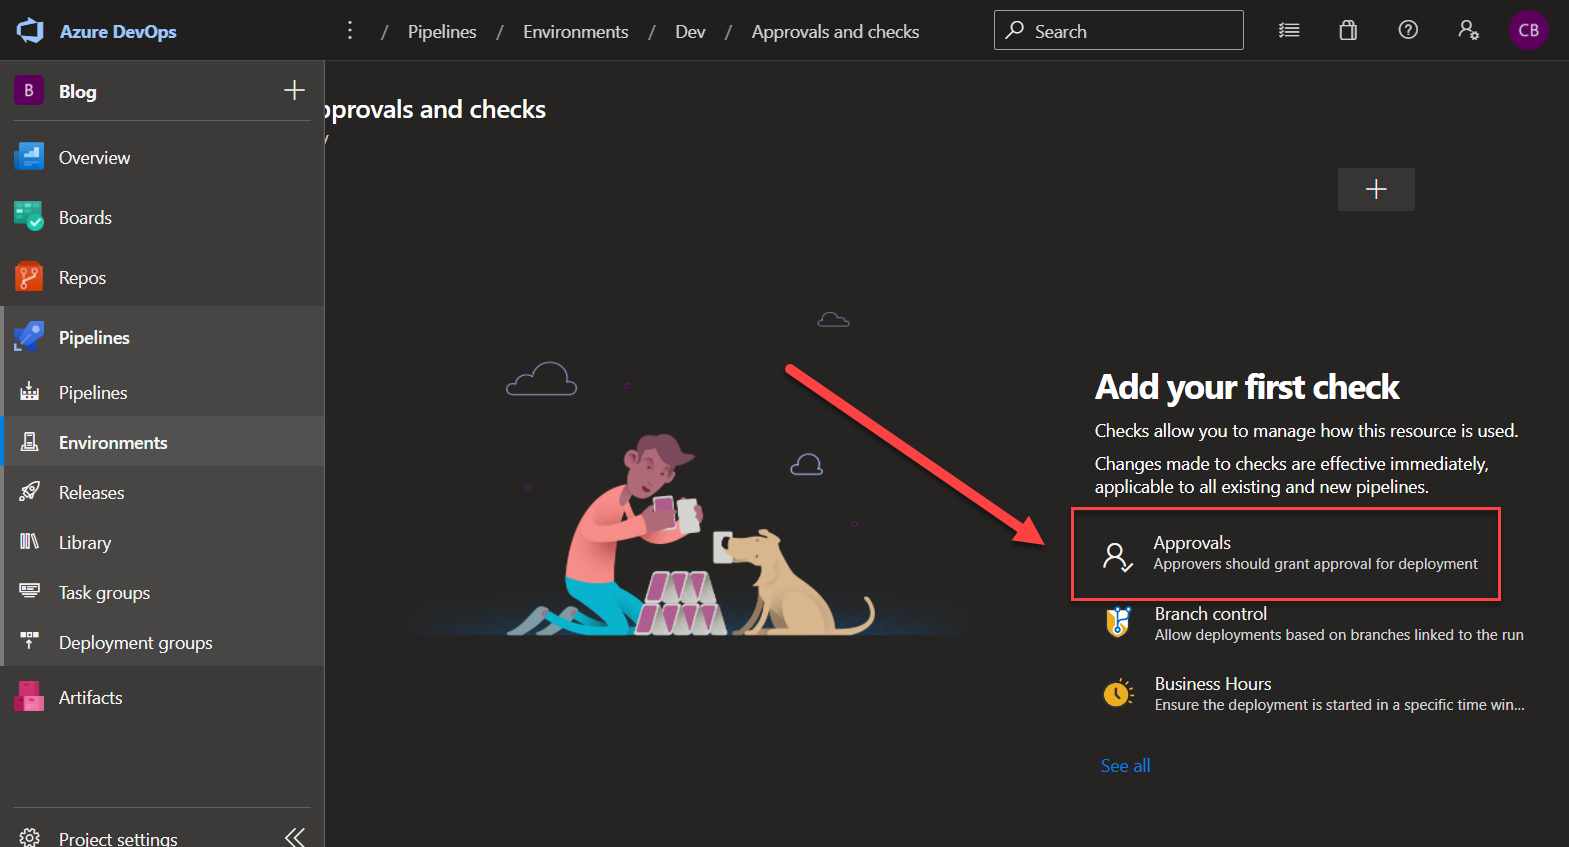 Azure DevOps
/ Pipelines / Environments / Dev / Approvals and checks
Search
CB
B
Blog
pprovals and checks
Overview
Boards
Repos
Pipelines
Pipelines
Environments
Releases
Library
Task groups
Deployment groups
Artifacts
Project settings
Add your first check
Checks allow you to manage how this resource is used.
Changes made to checks are effective immediately,
applicable to all existing and new pipelines.
Approvals
Approvers should grant approval for deployment
Branch control
Allow deployments based on branches linked to the run
Business Hours
Ensure the deployment is started in a specific time win...
See all